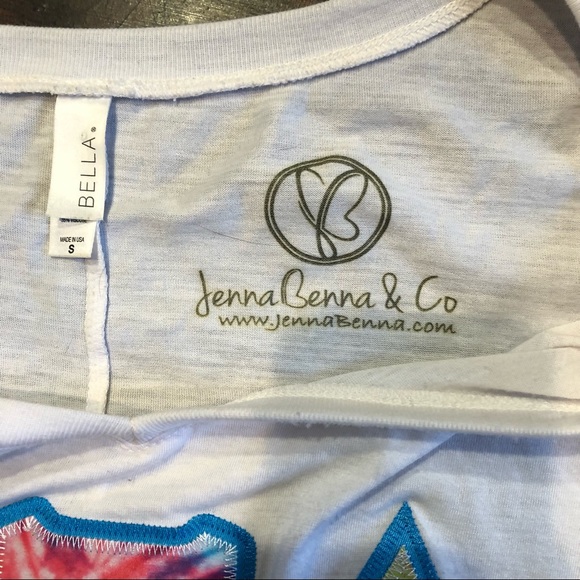 BELLA®
MADE IN USA
S
JennaBenna & Co
www.JennaBenna.com